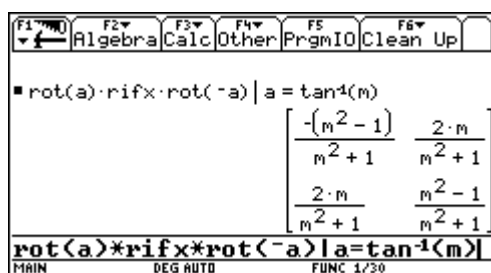 F1 F2 F3 F4 F5 F6
Algebra Calc Other PrgmIO Clean Up
▪ rot(a)·rifx·rot(⁻a) | a = tan⁻¹(m)
[ -(m² - 1) / (m² + 1)   2·m / (m² + 1) ]
[ 2·m / (m² + 1)   (m² - 1) / (m² + 1) ]
rot(a)*rifx*rot(⁻a)|a=tan⁻¹(m)
MAIN DEG AUTO FUNC 1/30